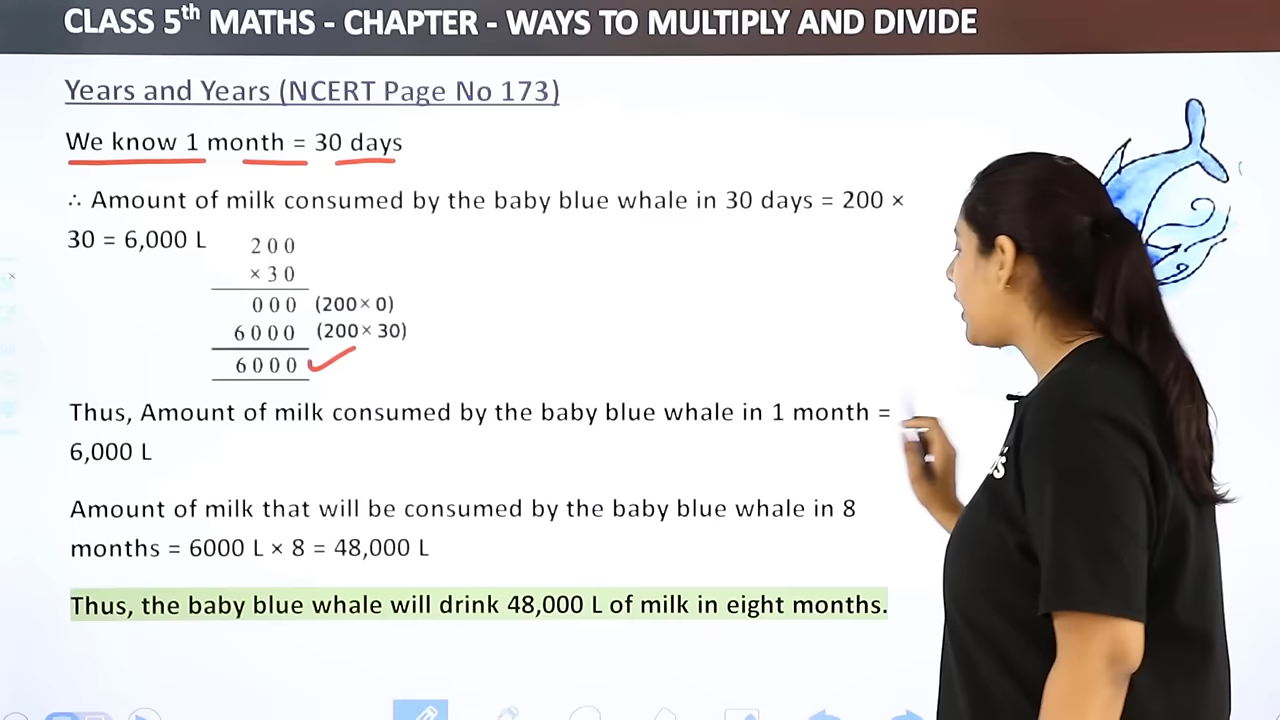 CLASS 5th MATHS - CHAPTER - WAYS TO MULTIPLY AND DIVIDE
Years and Years (NCERT Page No 173)
We know 1 month = 30 days
∴ Amount of milk consumed by the baby blue whale in 30 days = 200 ×
30 = 6,000 L
200
×30
000 (200× 0)
6000 (200× 30)
6000
Thus, Amount of milk consumed by the baby blue whale in 1 month =
6,000 L
Amount of milk that will be consumed by the baby blue whale in 8
months = 6000 L × 8 = 48,000 L
Thus, the baby blue whale will drink 48,000 L of milk in eight months.